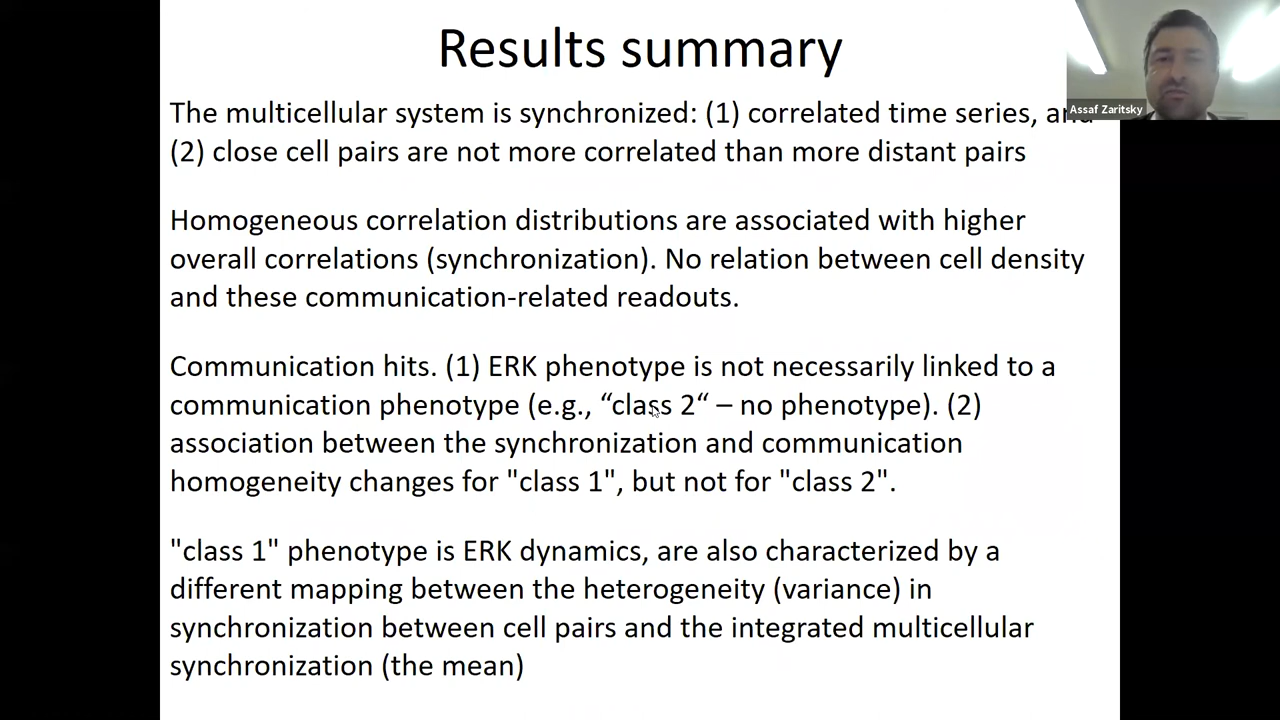 Results summary
Assaf Zaritsky
The multicellular system is synchronized: (1) correlated time series, and
(2) close cell pairs are not more correlated than more distant pairs
Homogeneous correlation distributions are associated with higher
overall correlations (synchronization). No relation between cell density
and these communication-related readouts.
Communication hits. (1) ERK phenotype is not necessarily linked to a
communication phenotype (e.g., “class 2“ – no phenotype). (2)
association between the synchronization and communication
homogeneity changes for "class 1", but not for "class 2".
"class 1" phenotype is ERK dynamics, are also characterized by a
different mapping between the heterogeneity (variance) in
synchronization between cell pairs and the integrated multicellular
synchronization (the mean)